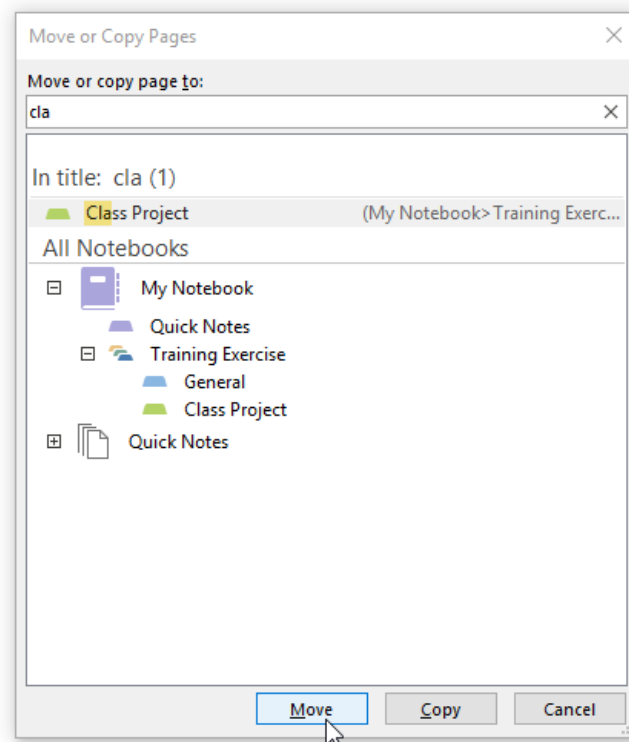 Move or Copy Pages
Move or copy page to:
cla
In title: cla (1)
Class Project (My Notebook>Training Exerc...
All Notebooks
My Notebook
Quick Notes
Training Exercise
General
Class Project
Quick Notes
Move Copy Cancel